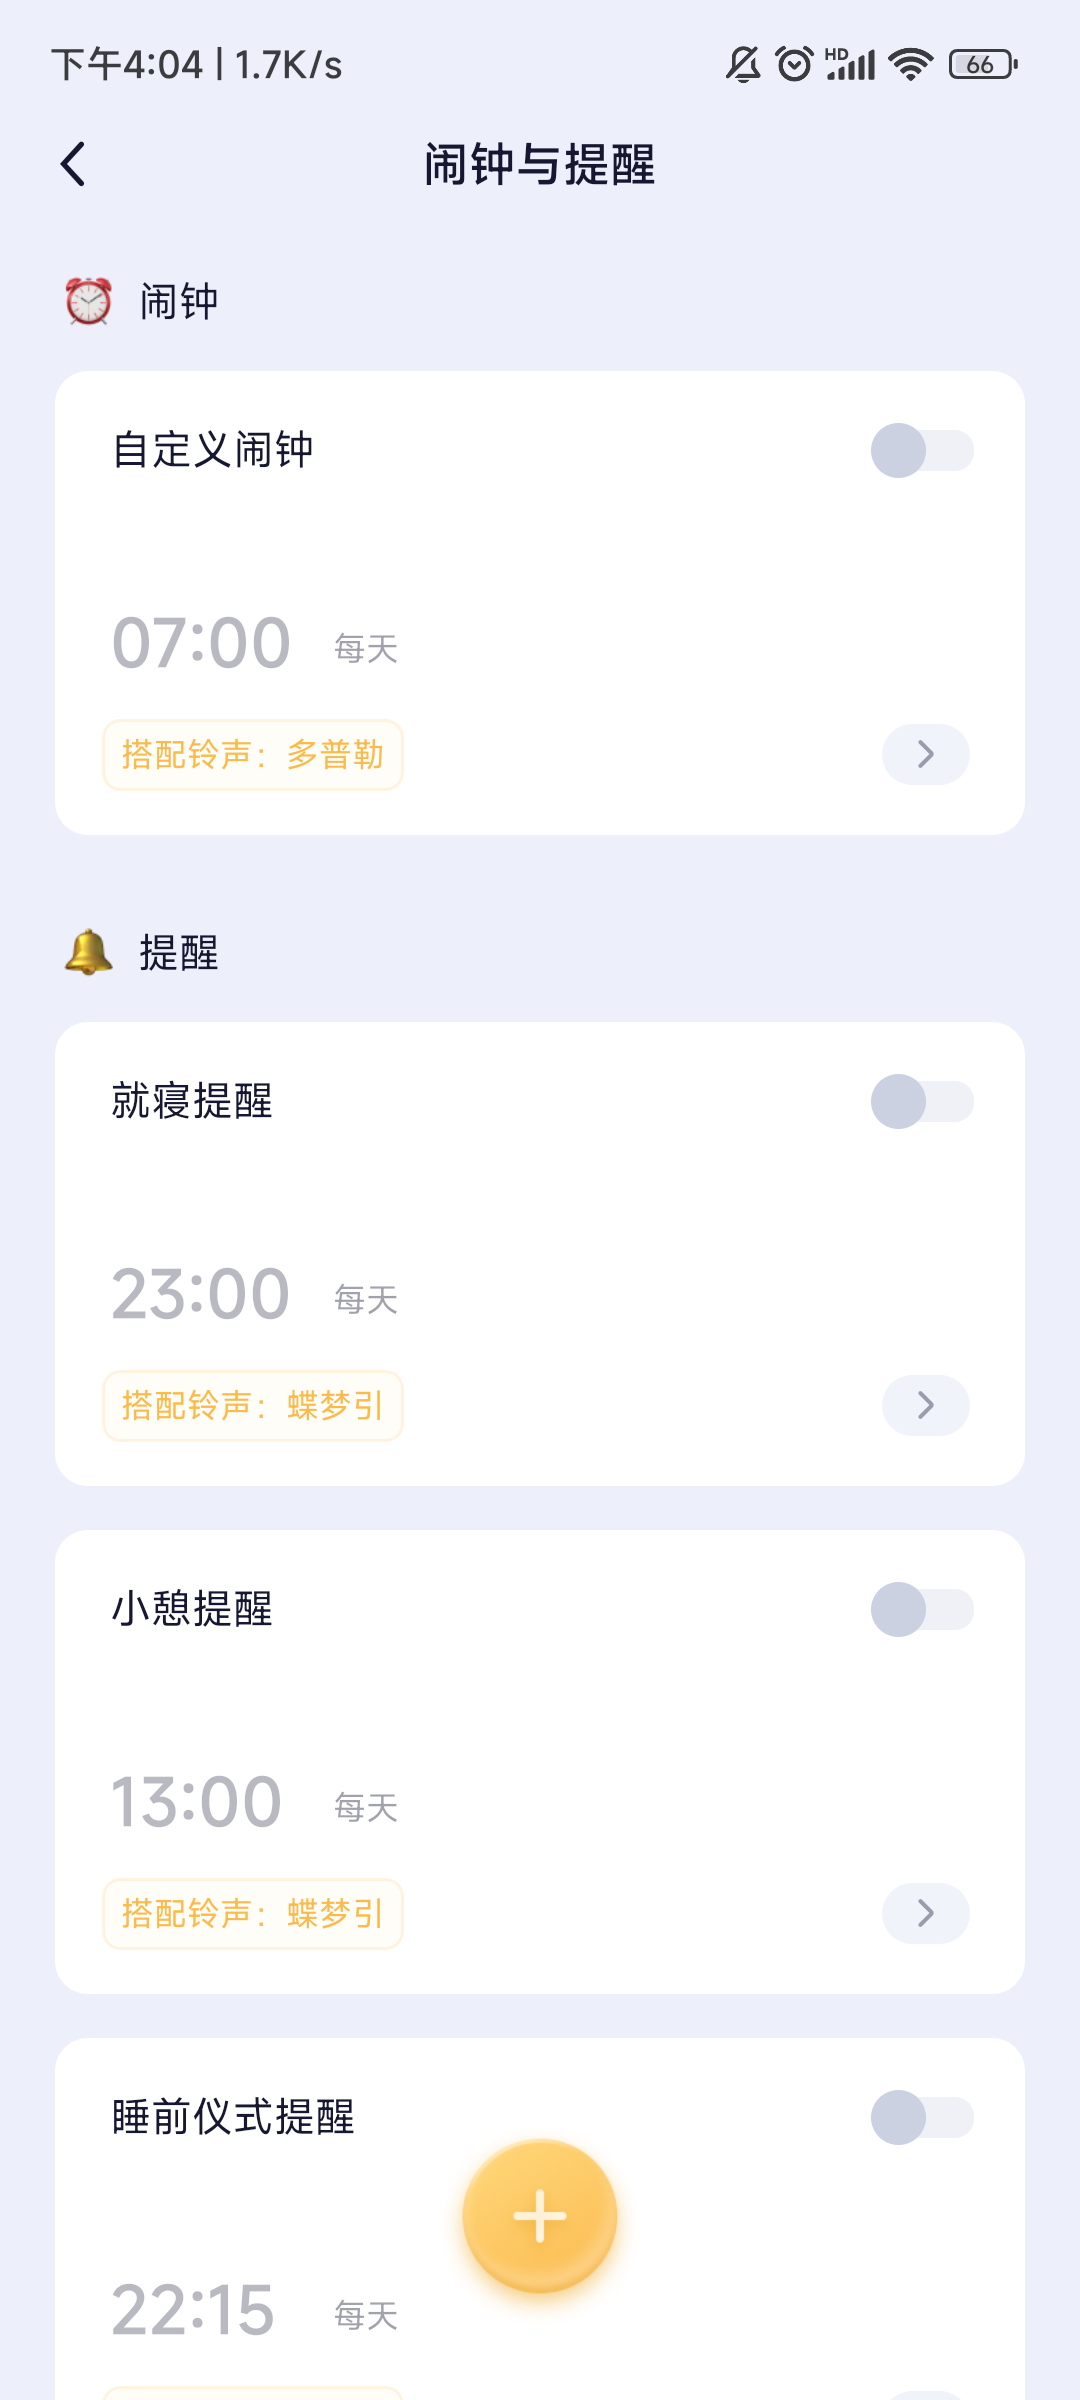 下午4:04 | 1.7K/s
HD
66
闹钟与提醒
闹钟
自定义闹钟
07:00 每天
搭配铃声：多普勒
提醒
就寝提醒
23:00 每天
搭配铃声：蝶梦引
小憩提醒
13:00 每天
搭配铃声：蝶梦引
睡前仪式提醒
22:15 每天